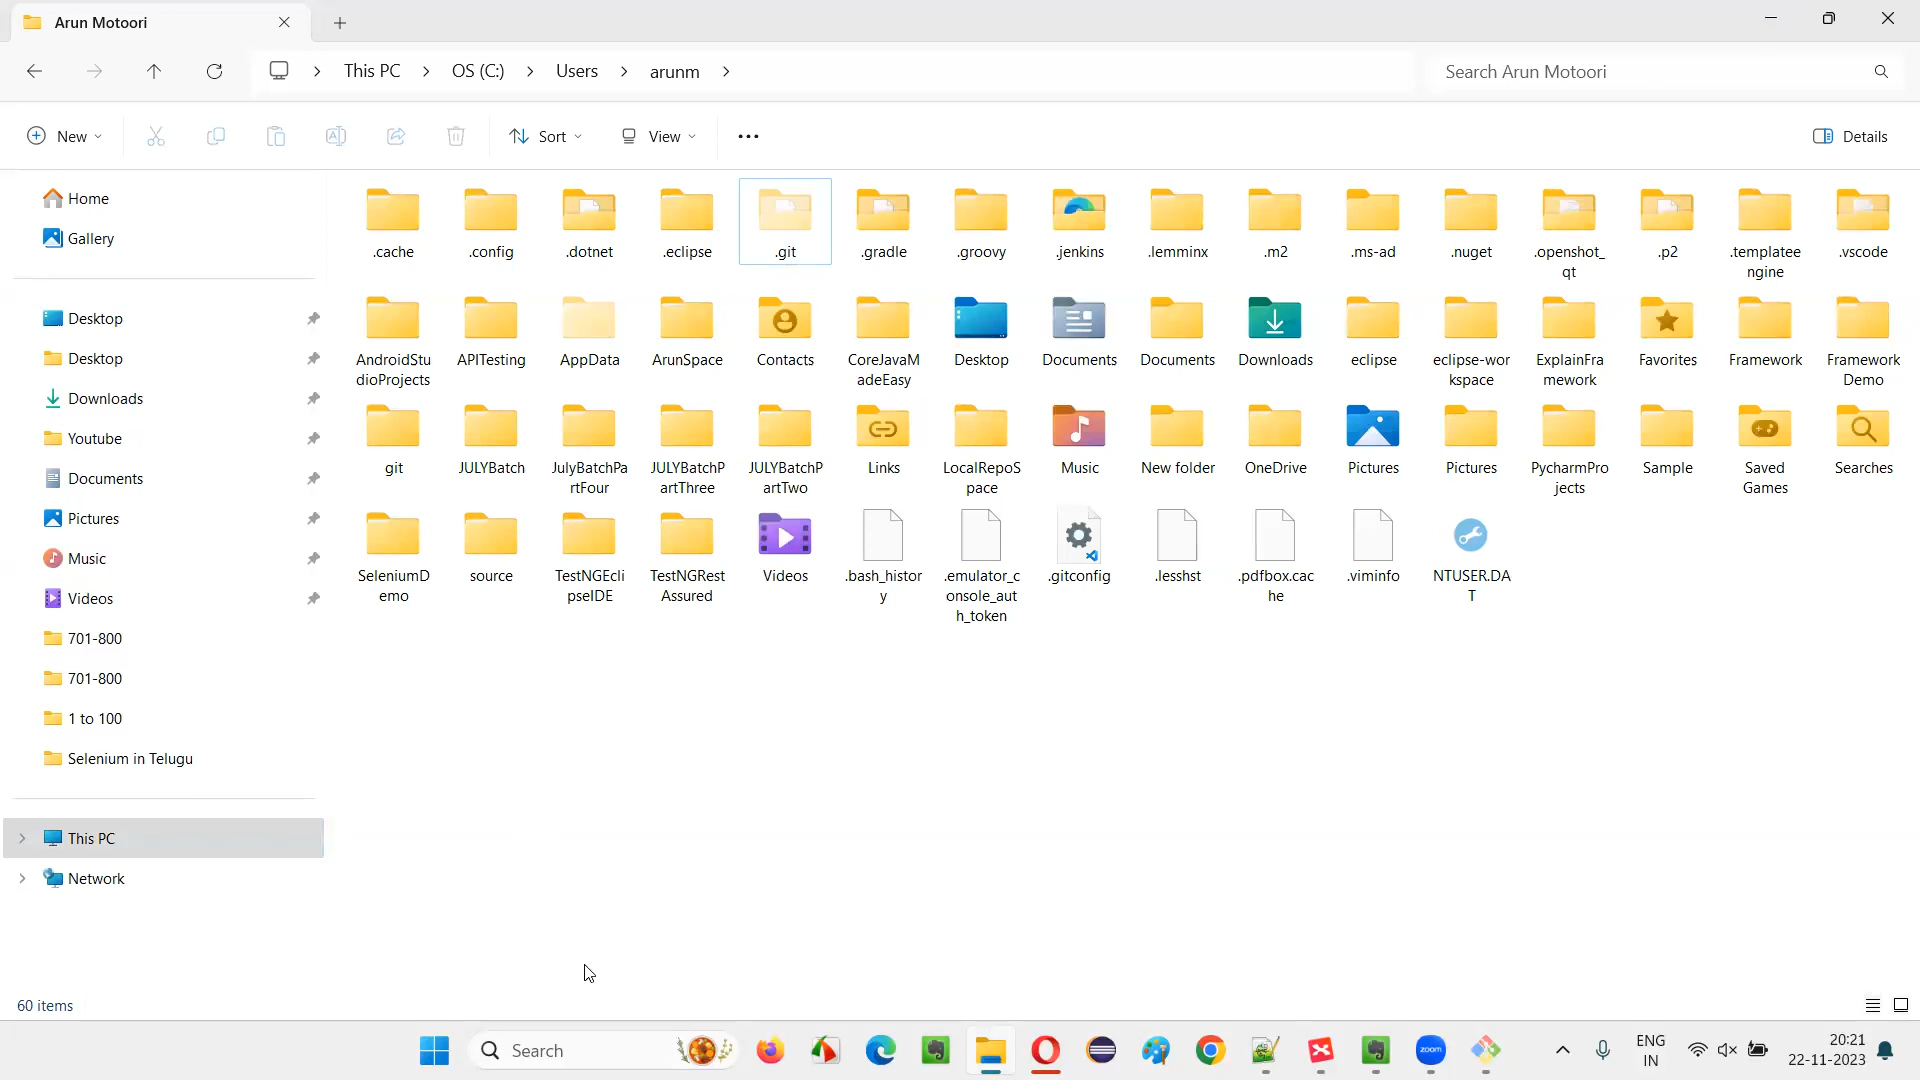 Arun Motoori
This PC
OS (C:)
Users
arunm
Search Arun Motoori
New
Sort
View
Details
Home
Gallery
Desktop
Desktop
Downloads
Youtube
Documents
Pictures
Music
Videos
701-800
701-800
1 to 100
Selenium in Telugu
This PC
Network
.cache
.config
.dotnet
.eclipse
.git
.gradle
.groovy
.jenkins
.lemminx
.m2
.ms-ad
.nuget
.openshot_
qt
.p2
.templatee
ngine
.vscode
AndroidStu
dioProjects
APITesting
AppData
ArunSpace
Contacts
CoreJavaM
adeEasy
Desktop
Documents
Documents
Downloads
eclipse
eclipse-wor
kspace
ExplainFra
mework
Favorites
Framework
Framework
Demo
git
JULYBatch
JulyBatchPa
rtFour
JULYBatchP
artThree
JULYBatchP
artTwo
Links
LocalRepoS
pace
Music
New folder
OneDrive
Pictures
Pictures
PycharmPro
jects
Sample
Saved
Games
Searches
SeleniumD
emo
source
TestNGEcli
pseIDE
TestNGRest
Assured
Videos
.bash_histor
y
.emulator_c
onsole_aut
h_token
.gitconfig
.lesshst
.pdfbox.cac
he
.viminfo
NTUSER.DA
T
60 items
Search
zoom
ENG
IN
20:21
22-11-2023